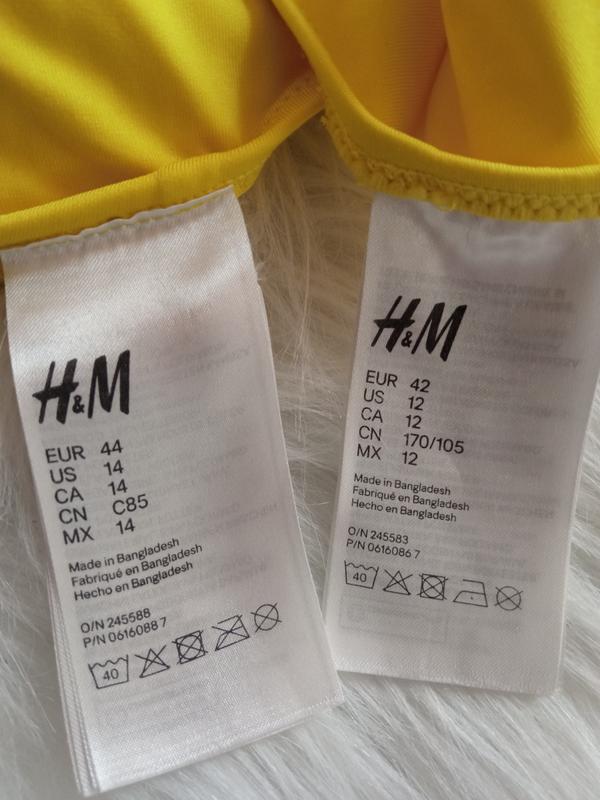 H&M
EUR 44
US 14
CA 14
CN C85
MX 14
Made in Bangladesh
Fabriqué en Bangladesh
Hecho en Bangladesh
O/N 245588
P/N 0616088 7
40
H&M
EUR 42
US 12
CA 12
CN 170/105
MX 12
Made in Bangladesh
Fabriqué en Bangladesh
Hecho en Bangladesh
O/N 245583
P/N 0616086 7
40